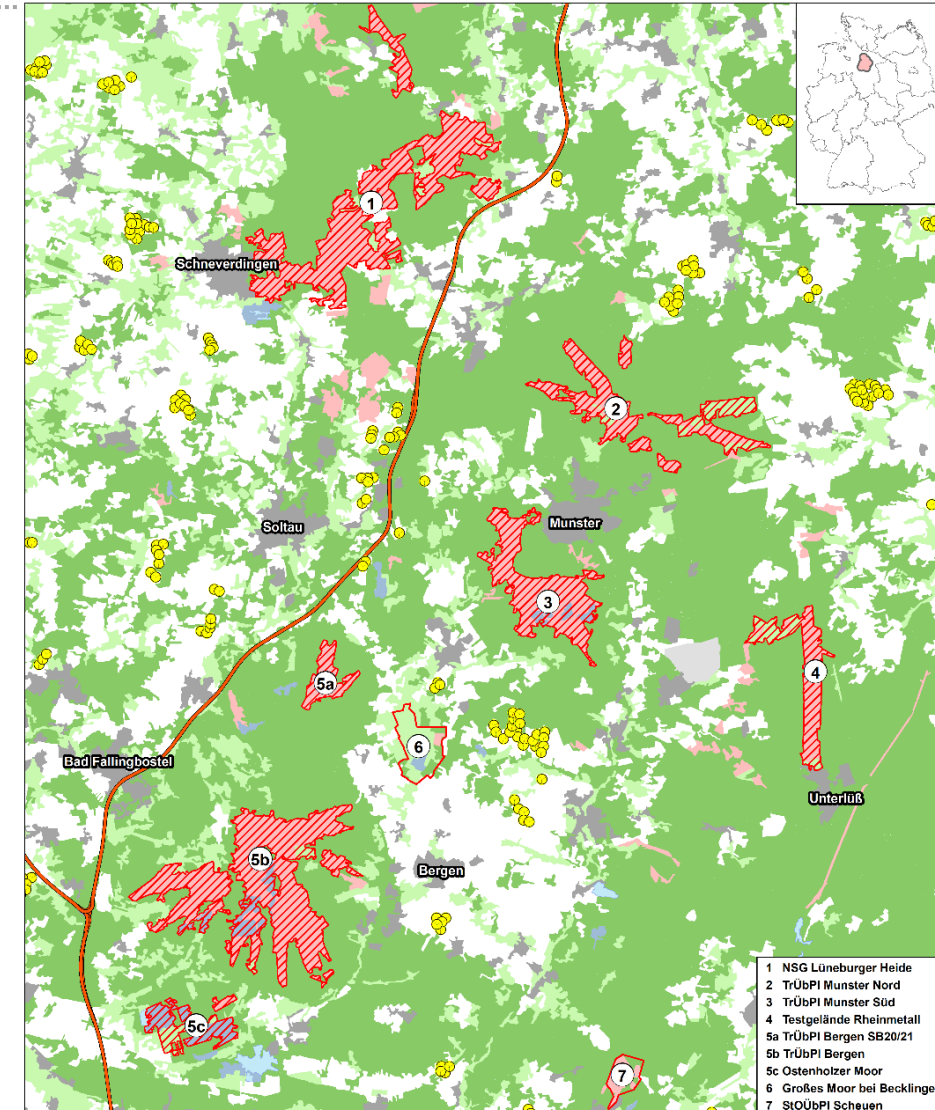 1
Schneverdingen
2
Soltau
Munster
3
5a
4
6
Bad Fallingbostel
Unterlüß
5b
Bergen
5c
7
1 NSG Lüneburger Heide
2 TrÜbPl Munster Nord
3 TrÜbPl Munster Süd
4 Testgelände Rheinmetall
5a TrÜbPl Bergen SB20/21
5b TrÜbPl Bergen
5c Ostenholzer Moor
6 Großes Moor bei Becklinge
7 StOÜbPl Scheuen